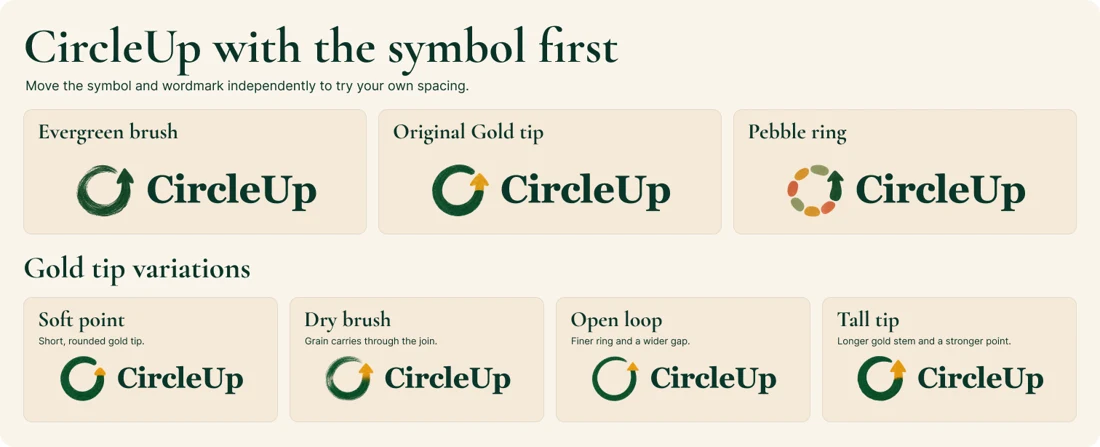 CircleUp with the symbol first
Move the symbol and wordmark independently to try your own spacing.
Evergreen brush
CircleUp
Original Gold tip
CircleUp
Pebble ring
CircleUp
Gold tip variations
Soft point
Short, rounded gold tip.
CircleUp
Dry brush
Grain carries through the join.
CircleUp
Open loop
Finer ring and a wider gap.
CircleUp
Tall tip
Longer gold stem and a stronger point.
CircleUp